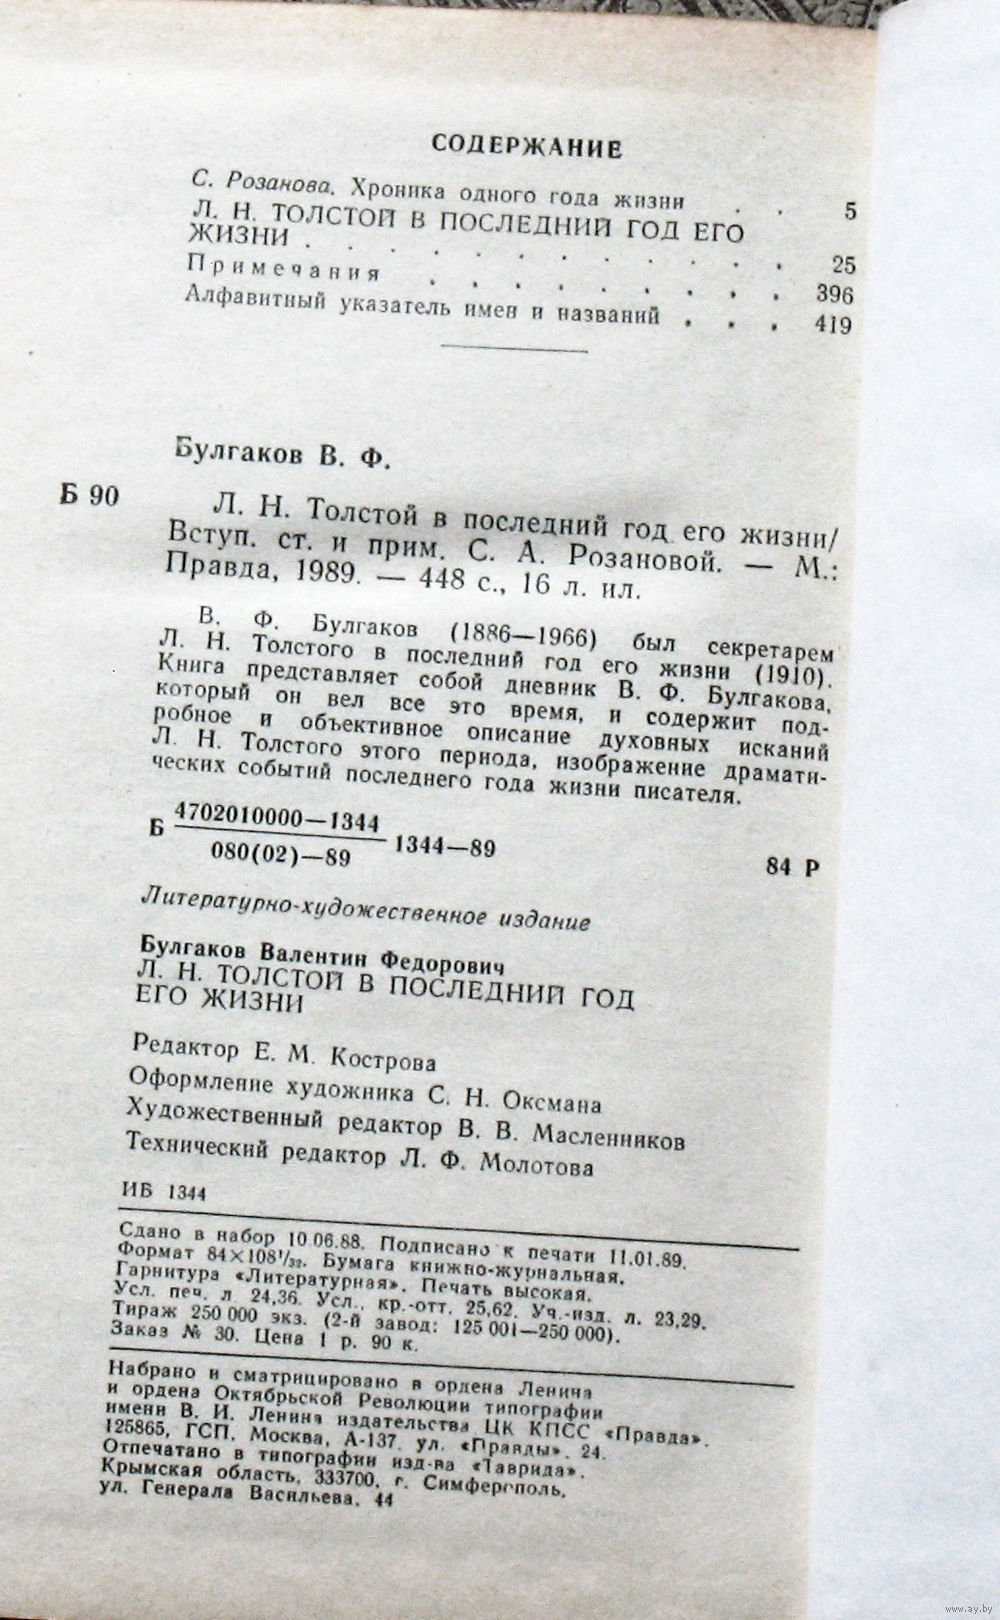 СОДЕРЖАНИЕ
С. Розанова. Хроника одного года жизни . . 5
Л. Н. ТОЛСТОЙ В ПОСЛЕДНИЙ ГОД ЕГО
ЖИЗНИ . . . . . . . . . . . . 25
Примечания . . . . . . . . . 396
Алфавитный указатель имен и названий . . . 419
Булгаков В. Ф.
Б 90
Л. Н. Толстой в последний год его жизни/
Вступ. ст. и прим. С. А. Розановой. — М.:
Правда, 1989. — 448 с., 16 л. ил.
В. Ф. Булгаков (1886—1966) был секретарем
Л. Н. Толстого в последний год его жизни (1910).
Книга представляет собой дневник В. Ф. Булгакова,
который он вел все это время, и содержит под-
робное и объективное описание духовных исканий
Л. Н. Толстого этого периода, изображение драмати-
ческих событий последнего года жизни писателя.
Б 4702010000—1344
080(02)—89 1344—89
84 Р
Литературно-художественное издание
Булгаков Валентин Федорович
Л. Н. ТОЛСТОЙ В ПОСЛЕДНИЙ ГОД
ЕГО ЖИЗНИ
Редактор Е. М. Кострова
Оформление художника С. Н. Оксмана
Художественный редактор В. В. Масленников
Технический редактор Л. Ф. Молотова
ИБ 1344
Сдано в набор 10 06.88. Подписано к печати 11.01.89.
Формат 84×108¹/₃₂. Бумага книжно-журнальная.
Гарнитура «Литературная». Печать высокая.
Усл. печ. л 24,36. Усл., кр.-отт. 25,62. Уч.-изд. л. 23,29.
Тираж 250 000 экз. (2-й завод: 125 001—250 000).
Заказ № 30. Цена 1 р. 90 к.
Набрано и сматрицировано в ордена Ленина
и ордена Октябрьской Революции типографии
имени В. И. Ленина издательства ЦК КПСС «Правда».
125865, ГСП, Москва, А-137, ул. «Правды», 24.
Отпечатано в типографии изд-ва «Таврида»,
Крымская область, 333700, г. Симферополь,
ул. Генерала Васильева, 44
www.ay.by